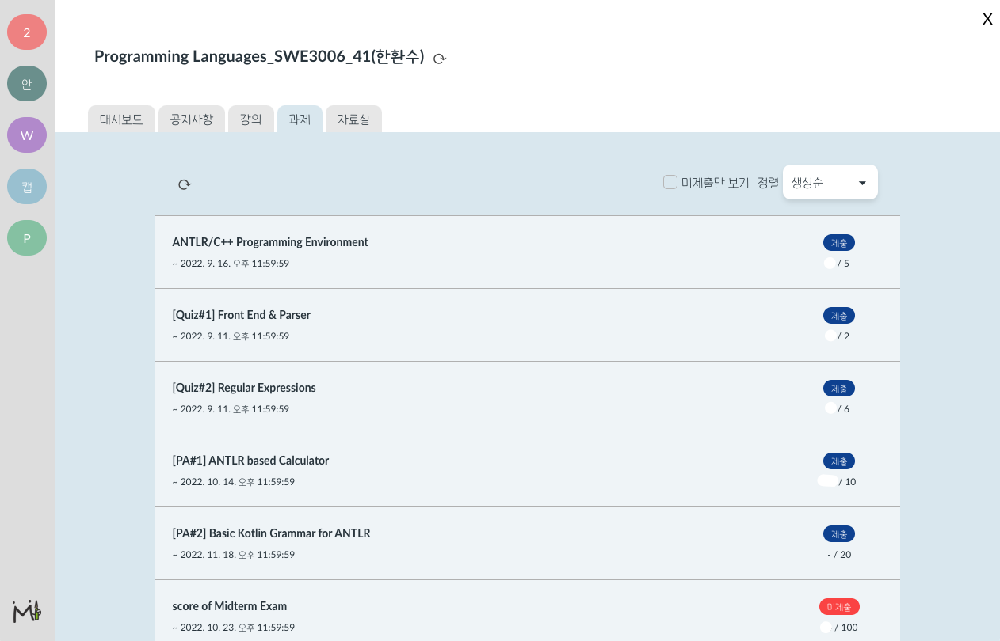 X
2
안
W
캡
P
Programming Languages_SWE3006_41(한환수)
대시보드 공지사항 강의 과제 자료실
미제출만 보기 정렬 생성순
ANTLR/C++ Programming Environment 제출
~ 2022. 9. 16. 오후 11:59:59 / 5
[Quiz#1] Front End & Parser 제출
~ 2022. 9. 11. 오후 11:59:59 / 2
[Quiz#2] Regular Expressions 제출
~ 2022. 9. 11. 오후 11:59:59 / 6
[PA#1] ANTLR based Calculator 제출
~ 2022. 10. 14. 오후 11:59:59 / 10
[PA#2] Basic Kotlin Grammar for ANTLR 제출
~ 2022. 11. 18. 오후 11:59:59 - / 20
score of Midterm Exam 미제출
~ 2022. 10. 23. 오후 11:59:59 / 100